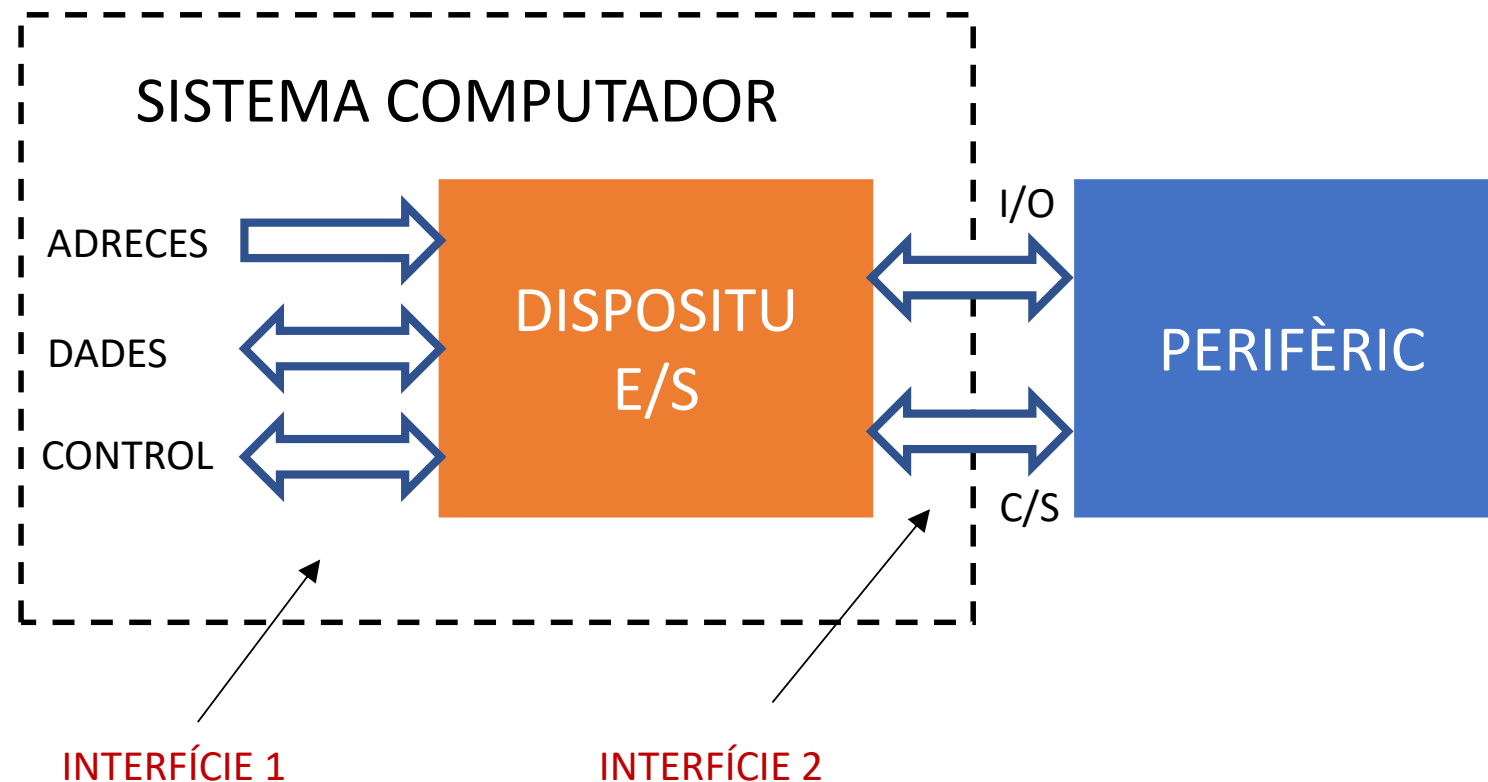 SISTEMA COMPUTADOR
ADRECES
DADES
CONTROL
DISPOSITU
E/S
I/O
C/S
PERIFÈRIC
INTERFÍCIE 1
INTERFÍCIE 2